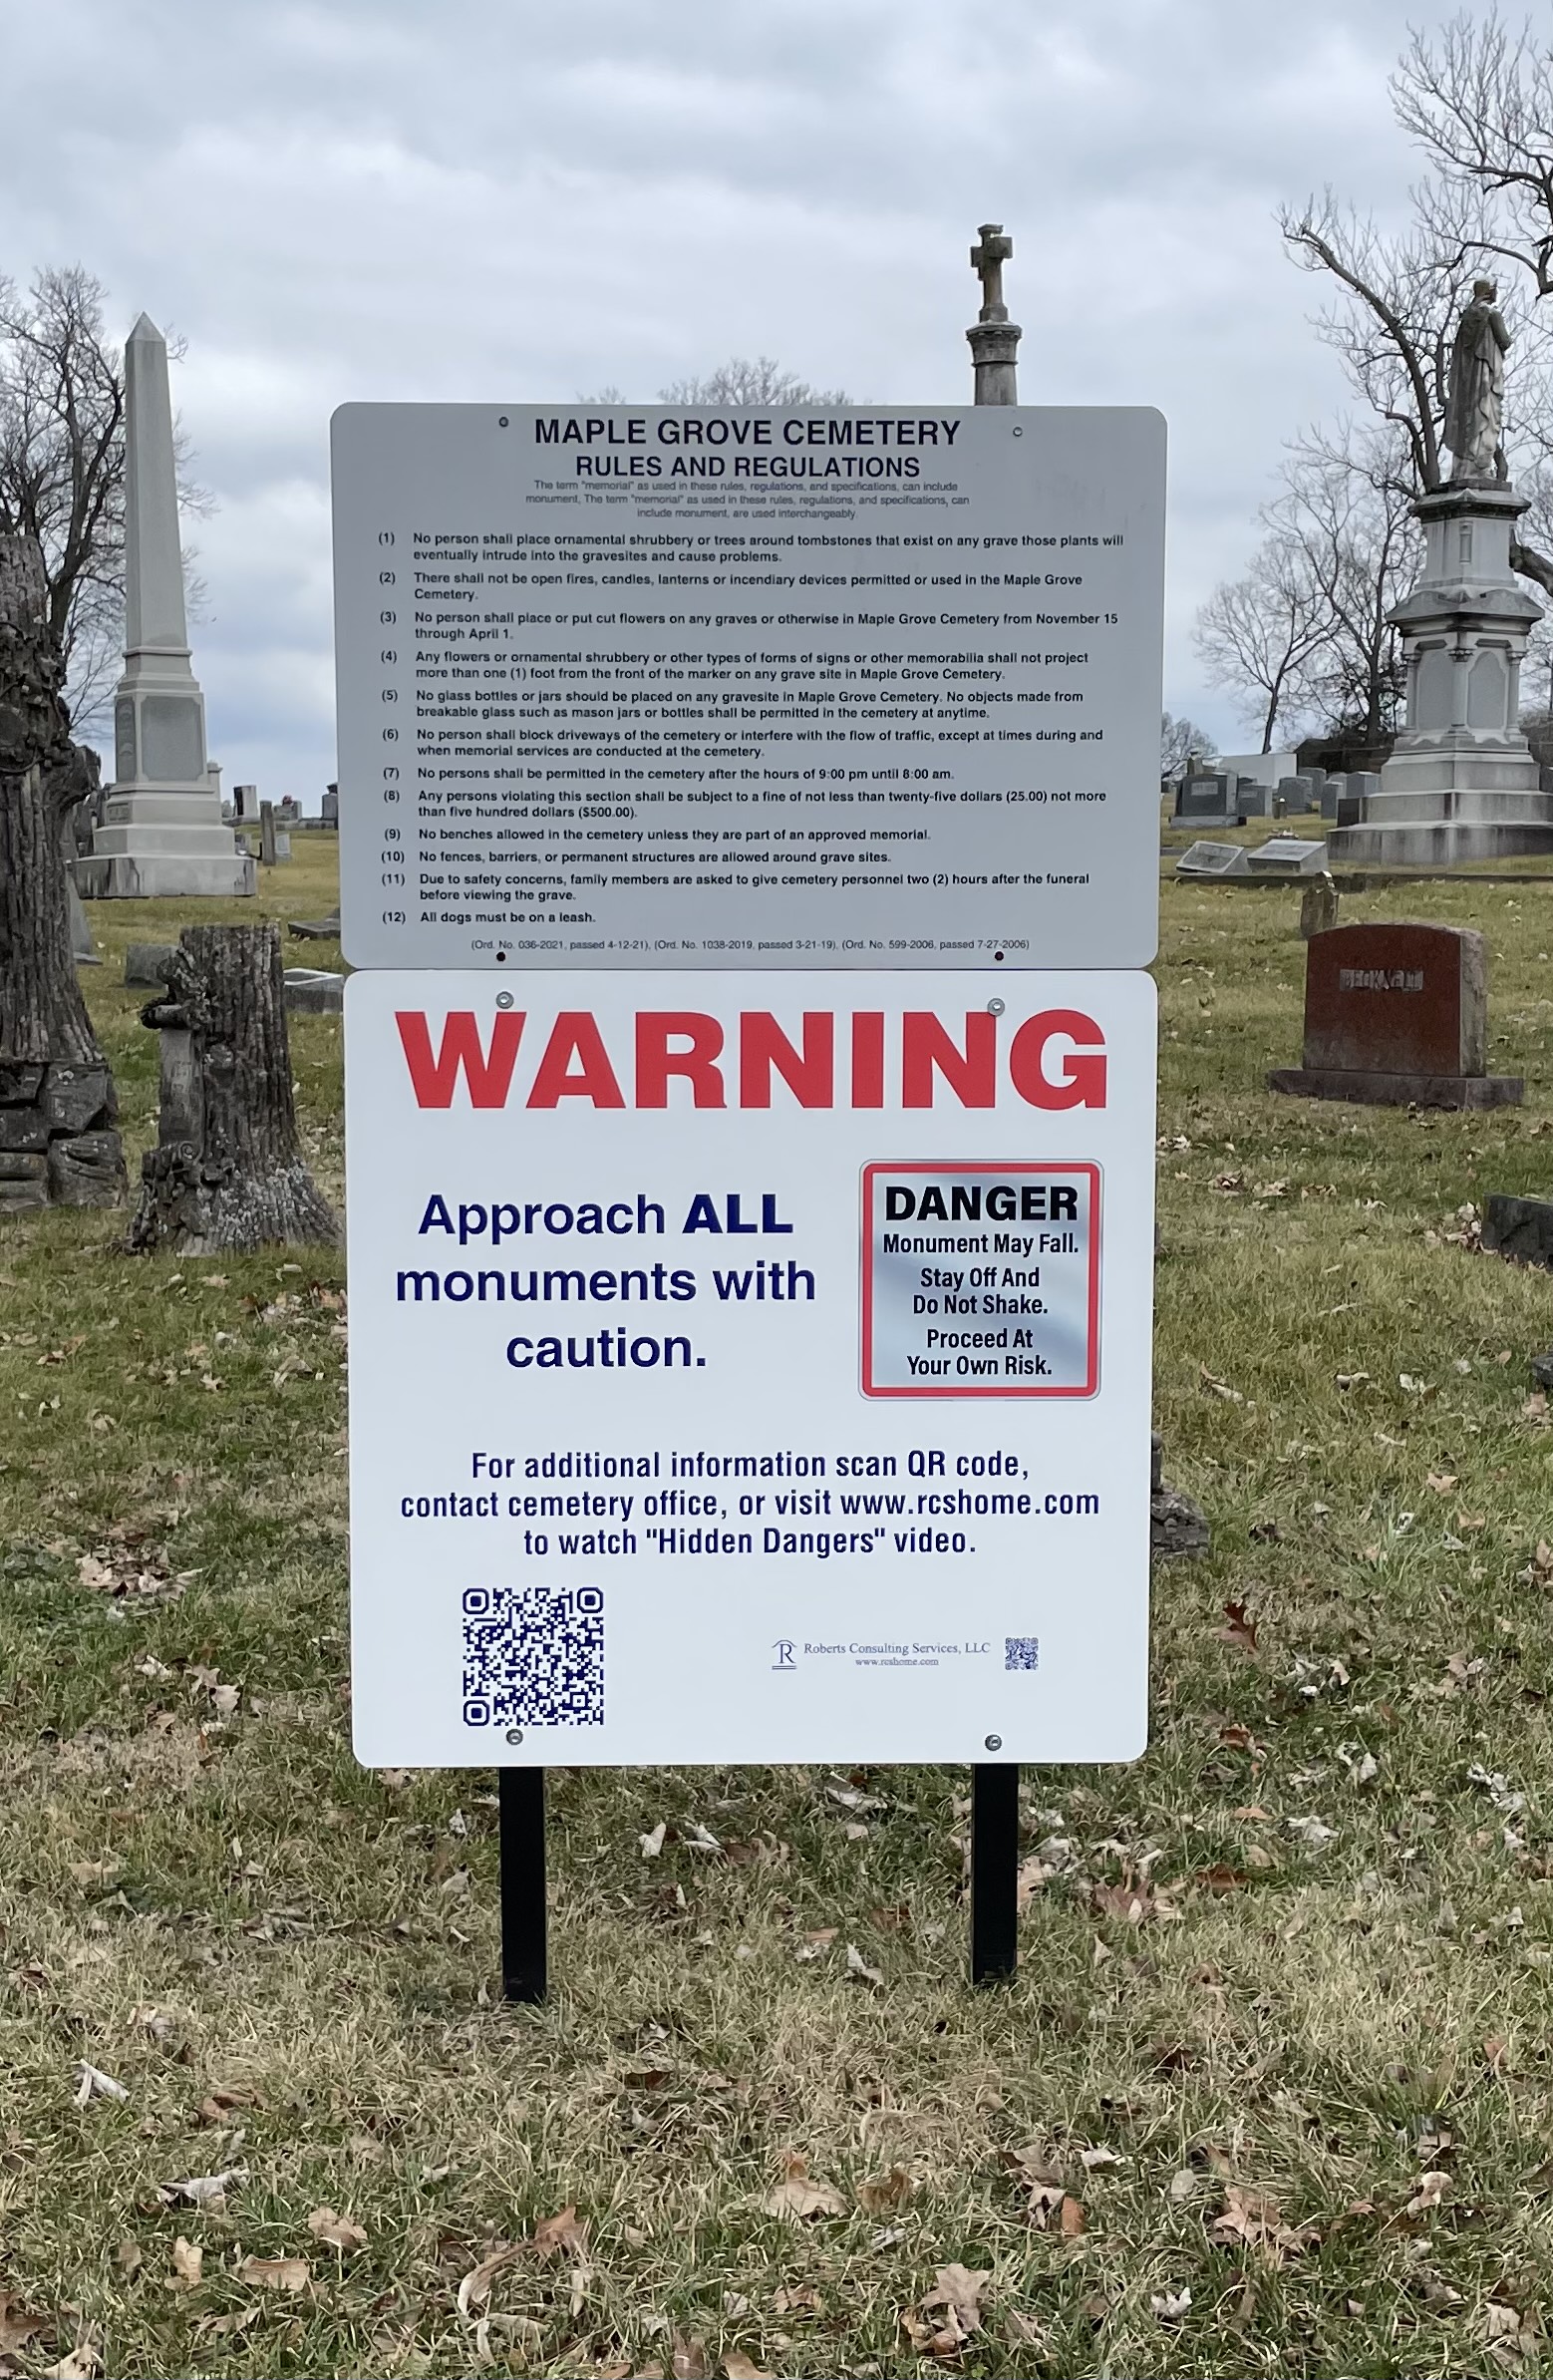 MAPLE GROVE CEMETERY
RULES AND REGULATIONS
The term "memorial" as used in these rules, regulations, and specifications, can include
monument, The term "memorial" as used in these rules, regulations, and specifications, can
include monument, are used interchangeably.
(1) No person shall place ornamental shrubbery or trees around tombstones that exist on any grave those plants will
eventually intrude into the gravesites and cause problems.
(2) There shall not be open fires, candles, lanterns or incendiary devices permitted or used in the Maple Grove
Cemetery.
(3) No person shall place or put cut flowers on any graves or otherwise in Maple Grove Cemetery from November 15
through April 1.
(4) Any flowers or ornamental shrubbery or other types of forms of signs or other memorabilia shall not project
more than one (1) foot from the front of the marker on any grave site in Maple Grove Cemetery.
(5) No glass bottles or jars should be placed on any gravesite in Maple Grove Cemetery. No objects made from
breakable glass such as mason jars or bottles shall be permitted in the cemetery at anytime.
(6) No person shall block driveways of the cemetery or interfere with the flow of traffic, except at times during and
when memorial services are conducted at the cemetery.
(7) No persons shall be permitted in the cemetery after the hours of 9:00 pm until 8:00 am.
(8) Any persons violating this section shall be subject to a fine of not less than twenty-five dollars (25.00) not more
than five hundred dollars ($500.00).
(9) No benches allowed in the cemetery unless they are part of an approved memorial.
(10) No fences, barriers, or permanent structures are allowed around grave sites.
(11) Due to safety concerns, family members are asked to give cemetery personnel two (2) hours after the funeral
before viewing the grave.
(12) All dogs must be on a leash.
(Ord. No. 036-2021, passed 4-12-21), (Ord. No. 1038-2019, passed 3-21-19), (Ord. No. 599-2006, passed 7-27-2006)
WARNING
Approach ALL
monuments with
caution.
DANGER
Monument May Fall.
Stay Off And
Do Not Shake.
Proceed At
Your Own Risk.
For additional information scan QR code,
contact cemetery office, or visit www.rcshome.com
to watch "Hidden Dangers" video.
R
Roberts Consulting Services, LLC
www.rcshome.com